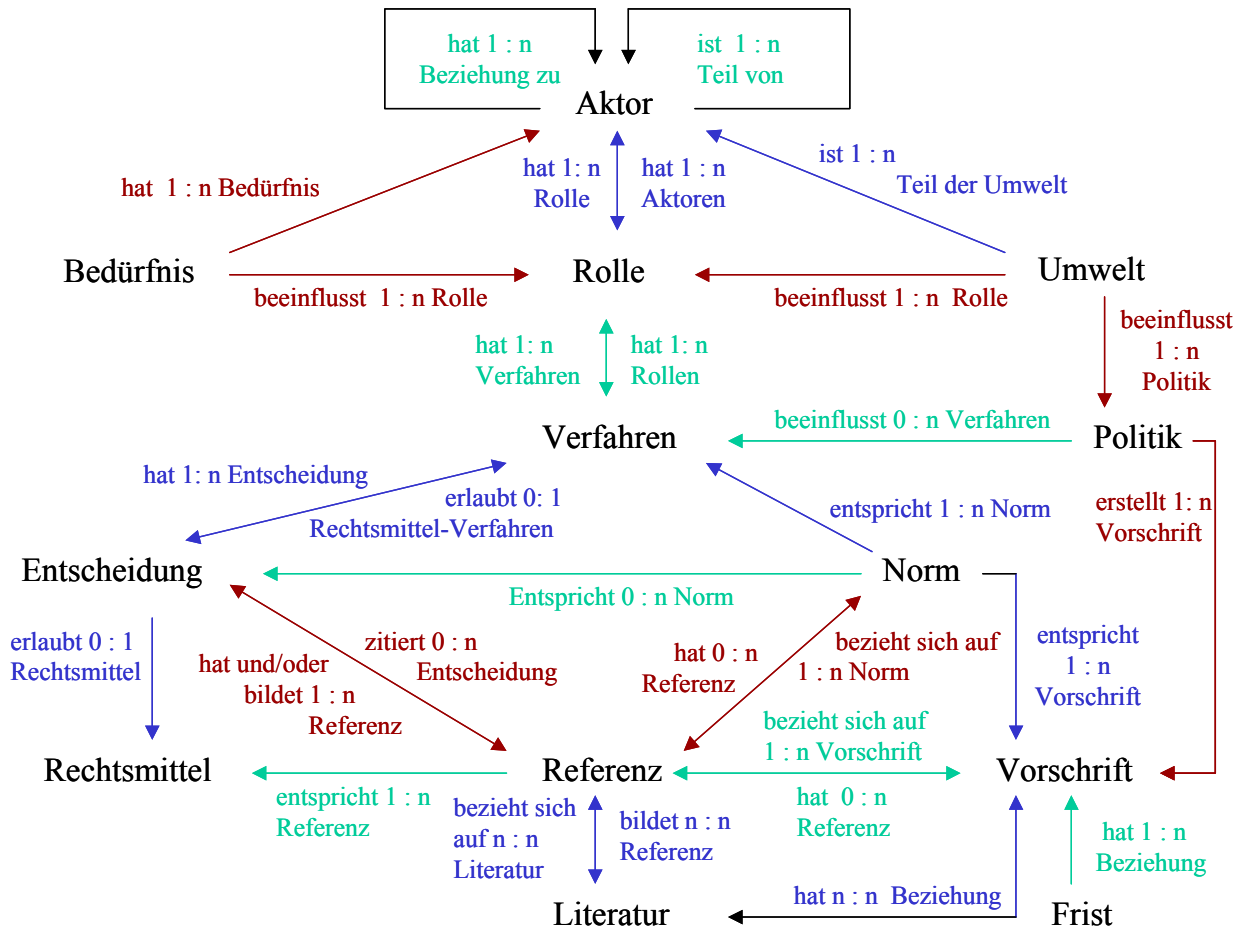 hat 1 : n
Beziehung zu
ist 1 : n
Teil von
Aktor
hat 1 : n Bedürfnis
hat 1: n
Rolle
hat 1 : n
Aktoren
ist 1 : n
Teil der Umwelt
Bedürfnis
Rolle
Umwelt
beeinflusst 1 : n Rolle
beeinflusst 1 : n Rolle
beeinflusst
1 : n
Politik
hat 1: n
Verfahren
hat 1: n
Rollen
Verfahren
beeinflusst 0 : n Verfahren
Politik
hat 1: n Entscheidung
erlaubt 0: 1
Rechtsmittel-Verfahren
entspricht 1 : n Norm
erstellt 1: n
Vorschrift
Entscheidung
Norm
Entspricht 0 : n Norm
erlaubt 0 : 1
Rechtsmittel
hat und/oder
bildet 1 : n
Referenz
zitiert 0 : n
Entscheidung
hat 0 : n
Referenz
bezieht sich auf
1 : n Norm
entspricht
1 : n
Vorschrift
bezieht sich auf
1 : n Vorschrift
Rechtsmittel
Referenz
Vorschrift
entspricht 1 : n
Referenz
bezieht sich
auf n : n
Literatur
bildet n : n
Referenz
hat 0 : n
Referenz
hat 1 : n
Beziehung
hat n : n Beziehung
Literatur
Frist